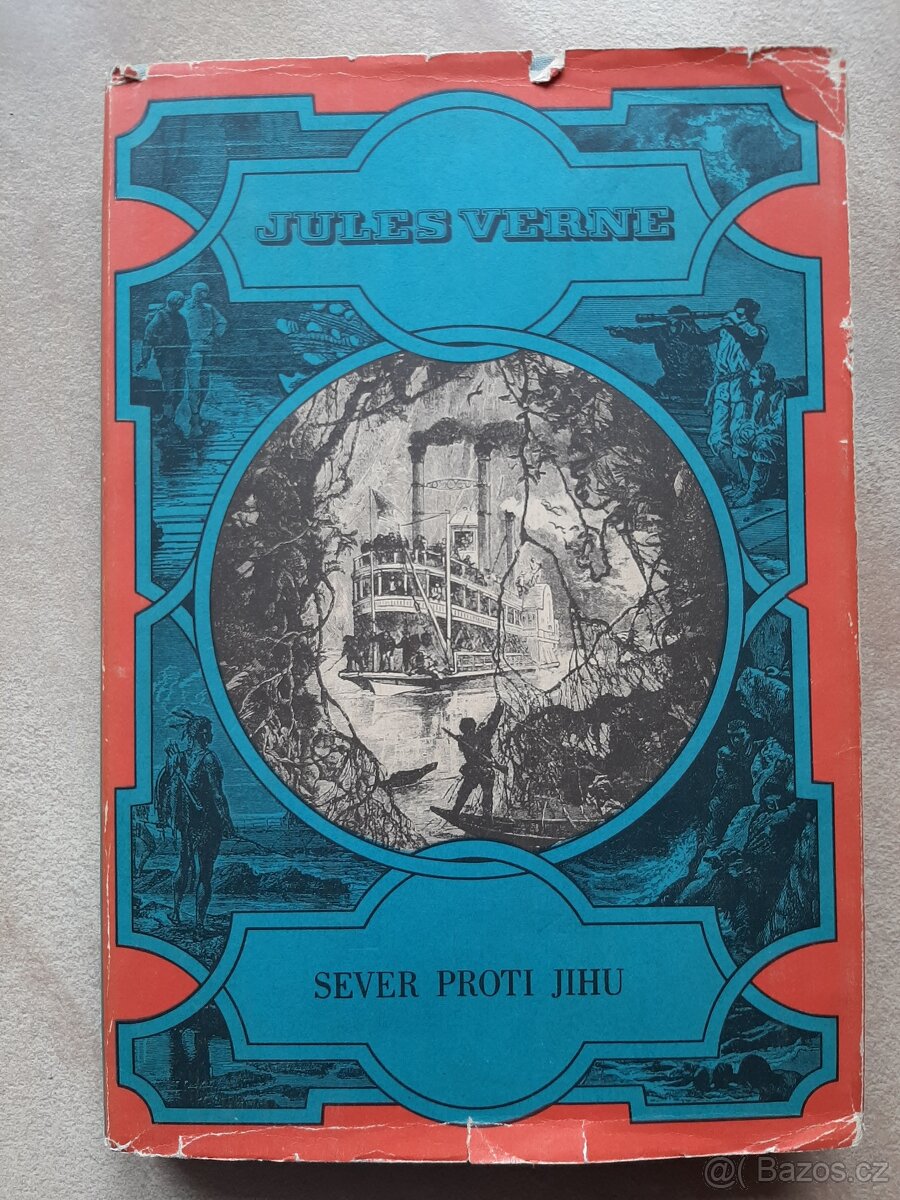 JULES VERNE
SEVER PROTI JIHU
@( Bazos.cz